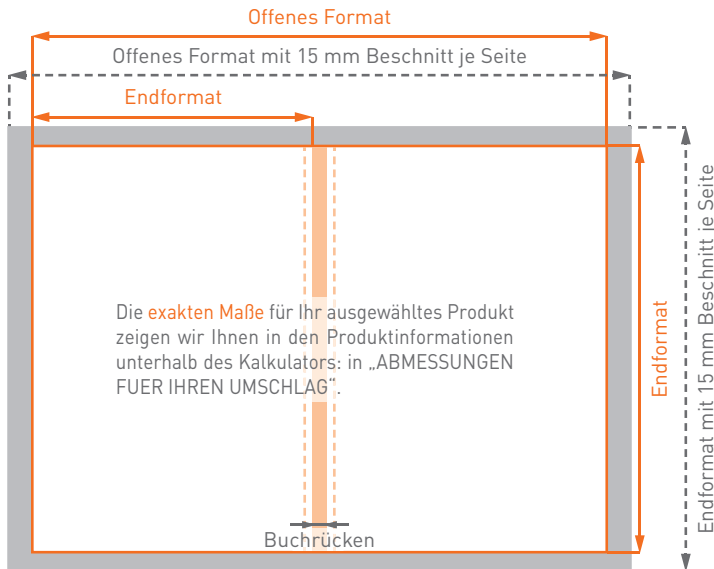 Offenes Format
Offenes Format mit 15 mm Beschnitt je Seite
Endformat
Die exakten Maße für Ihr ausgewähltes Produkt
zeigen wir Ihnen in den Produktinformationen
unterhalb des Kalkulators: in „ABMESSUNGEN
FUER IHREN UMSCHLAG“.
Buchrücken
Endformat
Endformat mit 15 mm Beschnitt je Seite